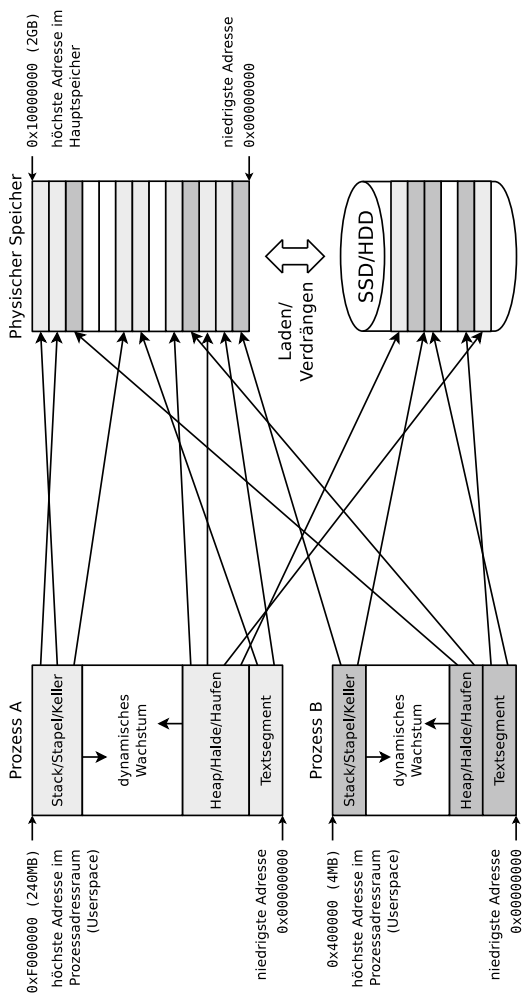 Prozess A
0xF000000 (240MB)
höchste Adresse im
Prozessadressraum
(Userspace)
Stack/Stapel/Keller
dynamisches
Wachstum
Heap/Halde/Haufen
Textsegment
niedrigste Adresse
0x00000000
Physischer Speicher
0x10000000 (2GB)
höchste Adresse im
Hauptspeicher
niedrigste Adresse
0x00000000
Laden/
Verdrängen
Prozess B
0x400000 (4MB)
höchste Adresse im
Prozessadressraum
(Userspace)
Stack/Stapel/Keller
dynamisches
Wachstum
Heap/Halde/Haufen
Textsegment
niedrigste Adresse
0x00000000
SSD/HDD